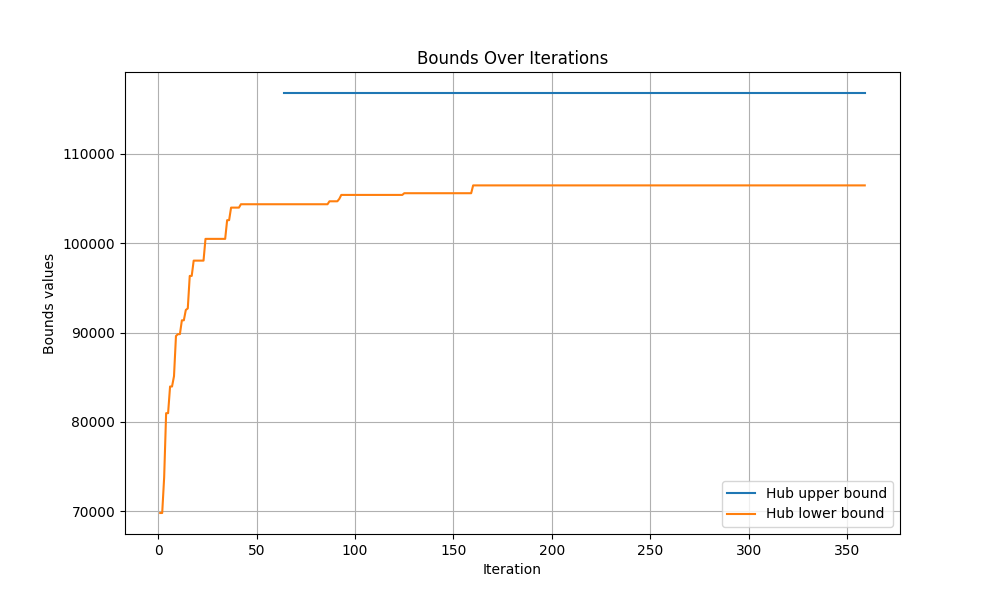 Bounds Over Iterations
Bounds values
110000
100000
90000
80000
70000
0 50 100 150 200 250 300 350
Iteration
Hub upper bound
Hub lower bound